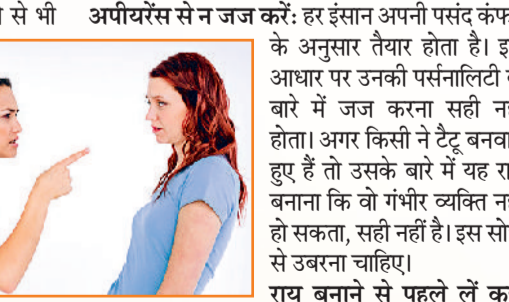 से भी
अपीयरेंस से न जज करें: हर इंसान अपनी पसंद
के अनुसार तैयार होता है।
आधार पर उनकी पर्सनालिटी
बारे में जज करना सही
होता। अगर किसी ने टैटू
हुए हैं तो उसके बारे में यह
बनाना कि वो गंभीर व्यक्ति
हो सकता, सही नहीं है। इस
से उबरना चाहिए।
राय बनाने से पहले लें